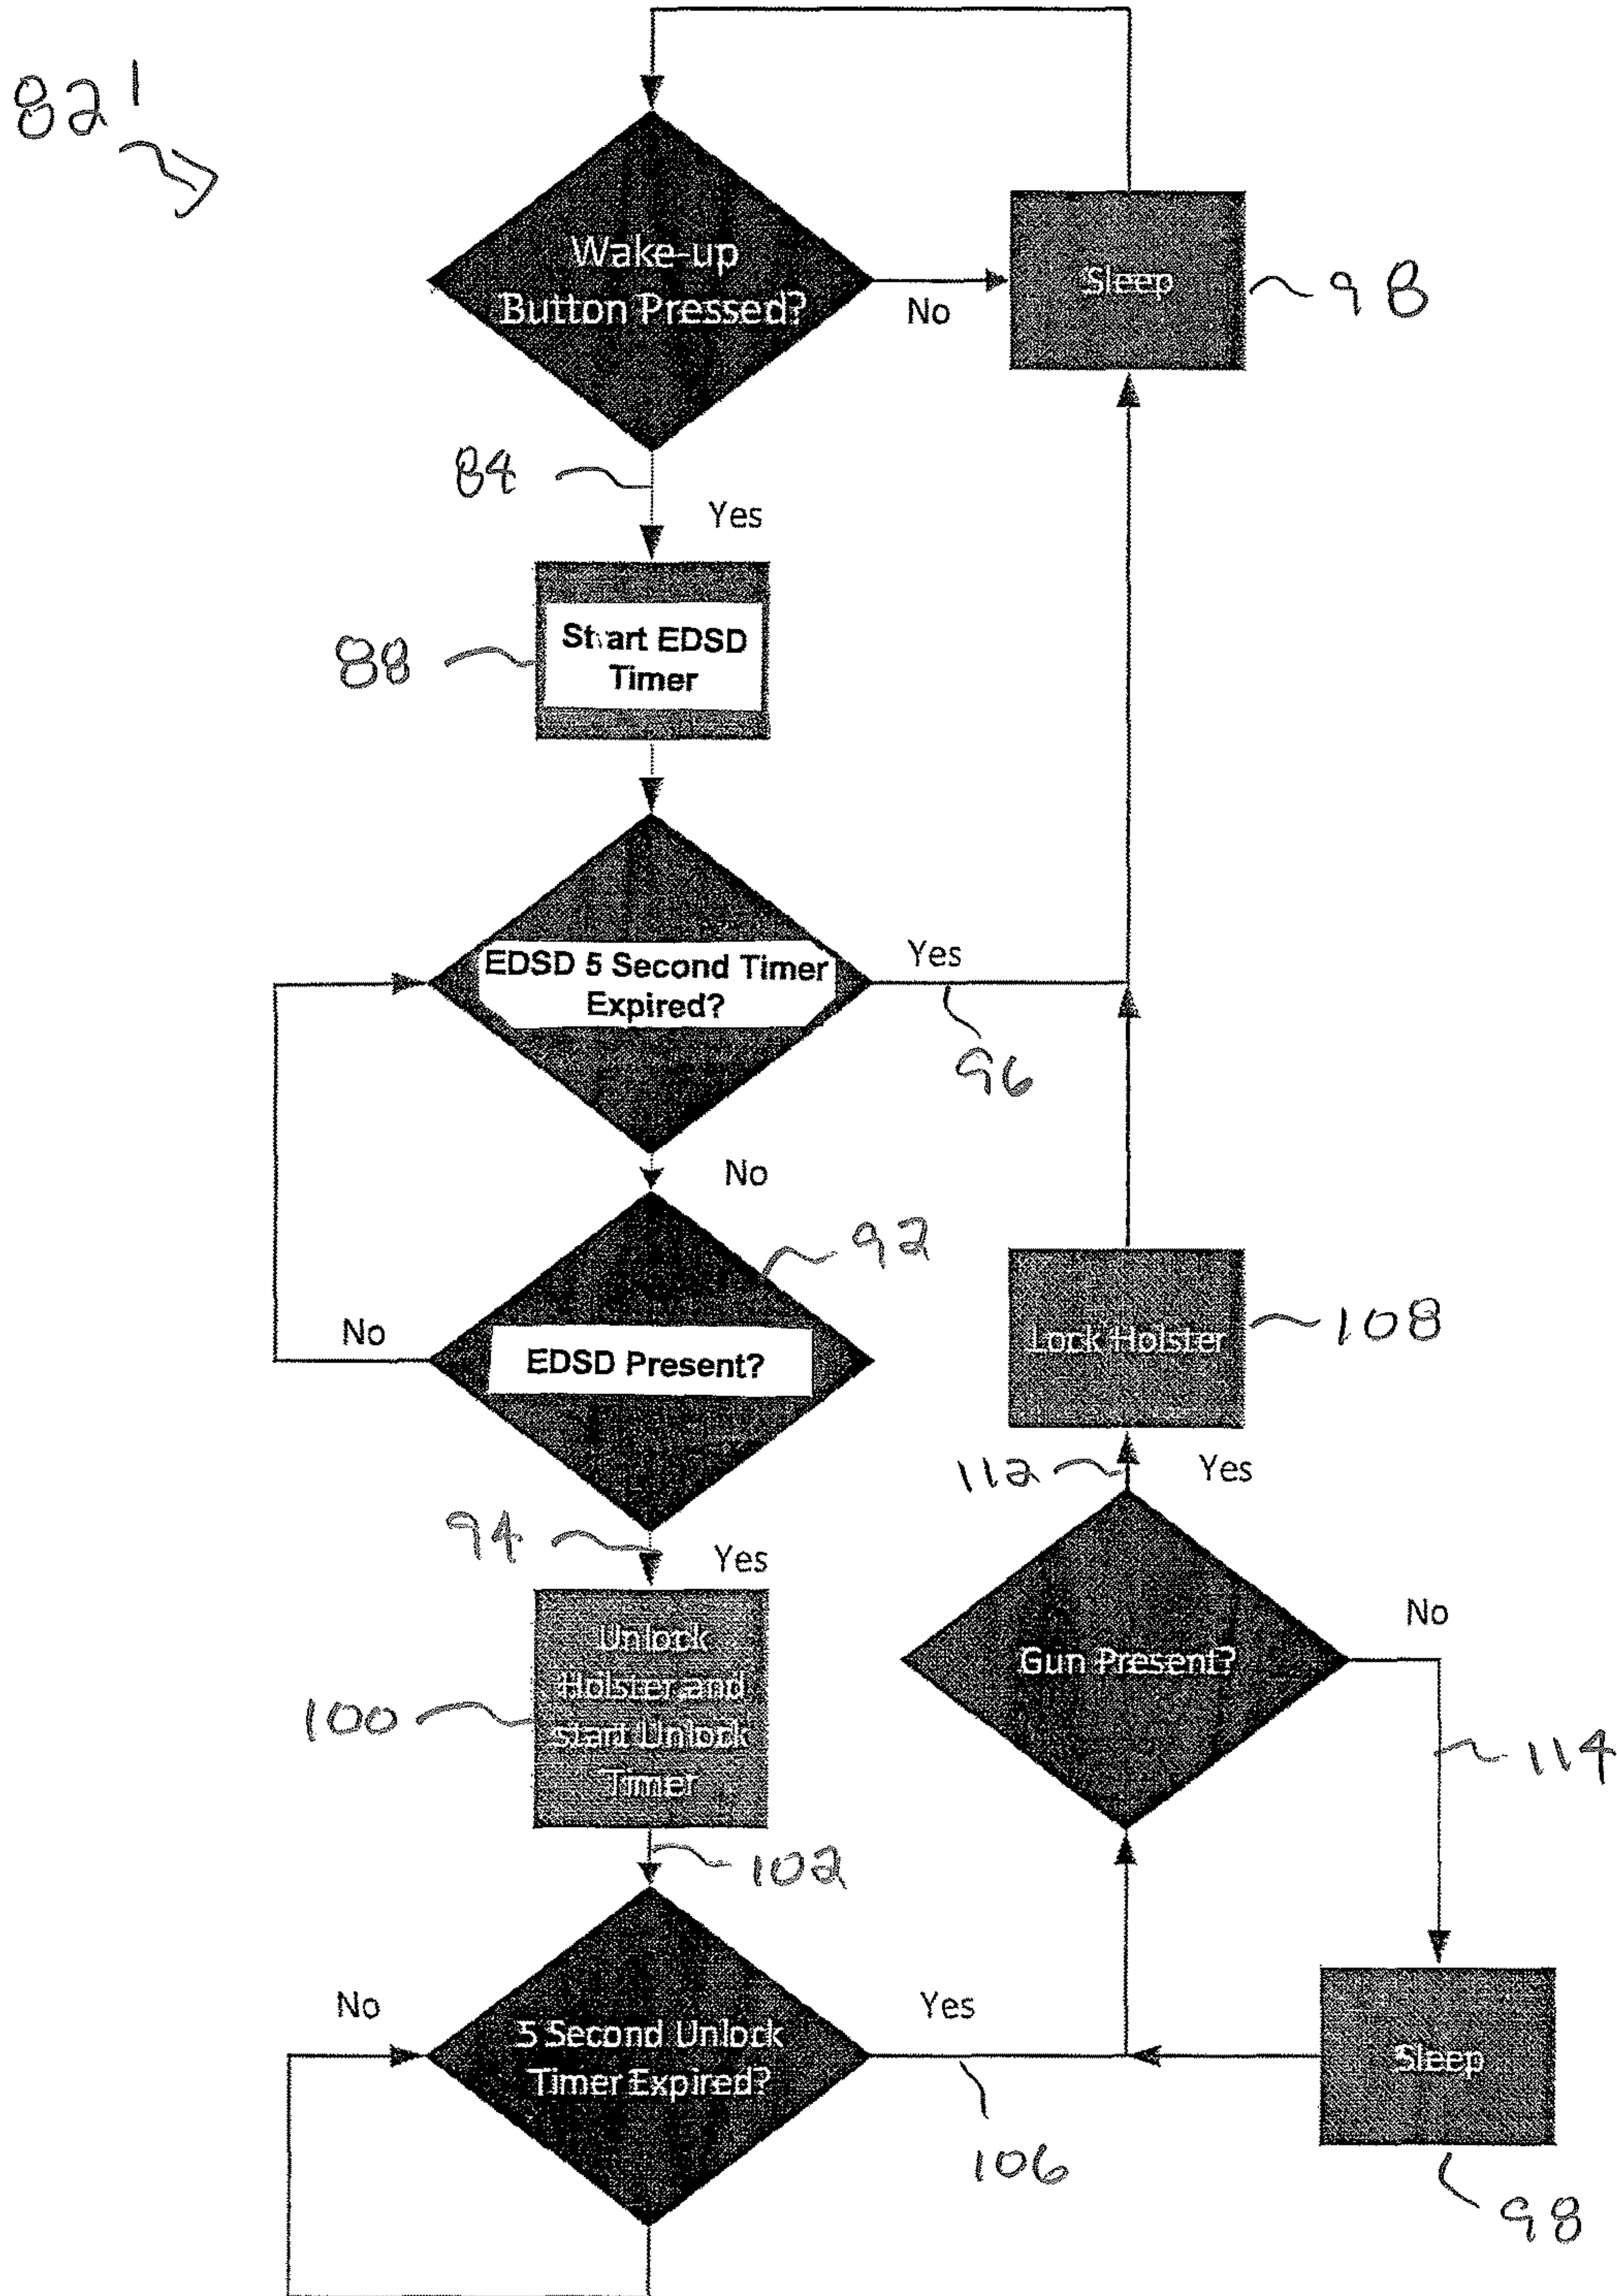 82'
Wake-up
Button Pressed?
No
Sleep
98
84
Yes
88
Start EDSD
Timer
EDSD 5 Second Timer
Expired?
Yes
96
No
92
EDSD Present?
No
Lock Holster
108
112
Yes
94
Yes
100
Unlock
Holster and
start Unlock
Timer
Gun Present?
No
114
102
No
5 Second Unlock
Timer Expired?
Yes
106
Sleep
98